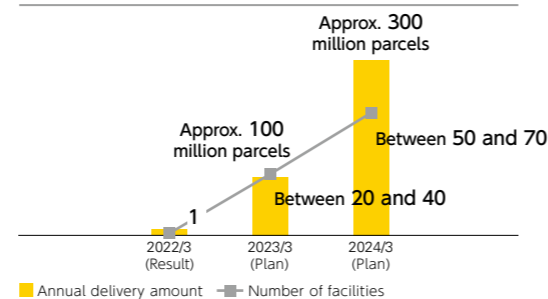 Approx. 300
million parcels
Approx. 100
million parcels
Between 50 and 70
Between 20 and 40
1
2022/3
(Result)
2023/3
(Plan)
2024/3
(Plan)
Annual delivery amount
Number of facilities